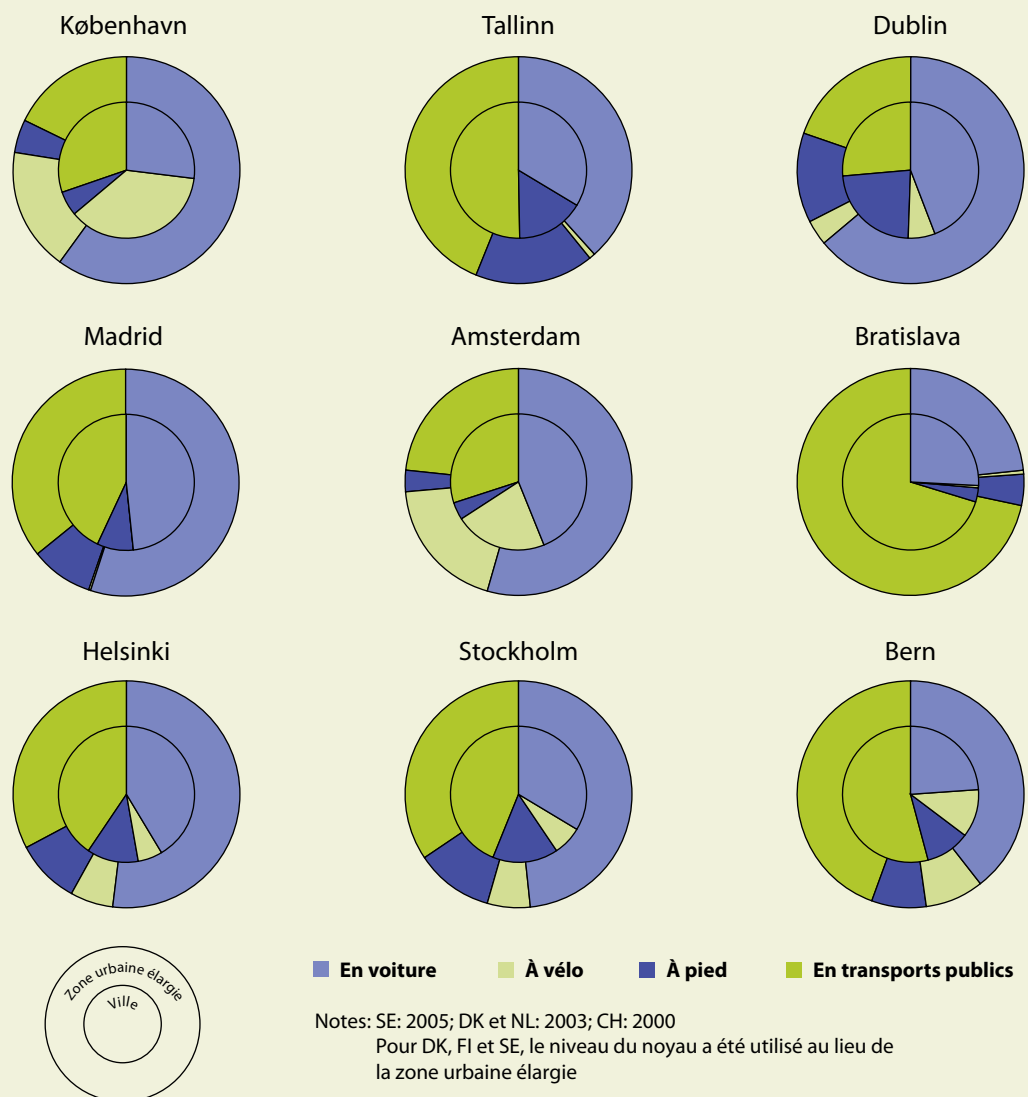 København
Tallinn
Dublin
Madrid
Amsterdam
Bratislava
Helsinki
Stockholm
Bern
Zone urbaine élargie
Ville
En voiture
À vélo
À pied
En transports publics
Notes: SE: 2005; DK et NL: 2003; CH: 2000
Pour DK, FI et SE, le niveau du noyau a été utilisé au lieu de
la zone urbaine élargie